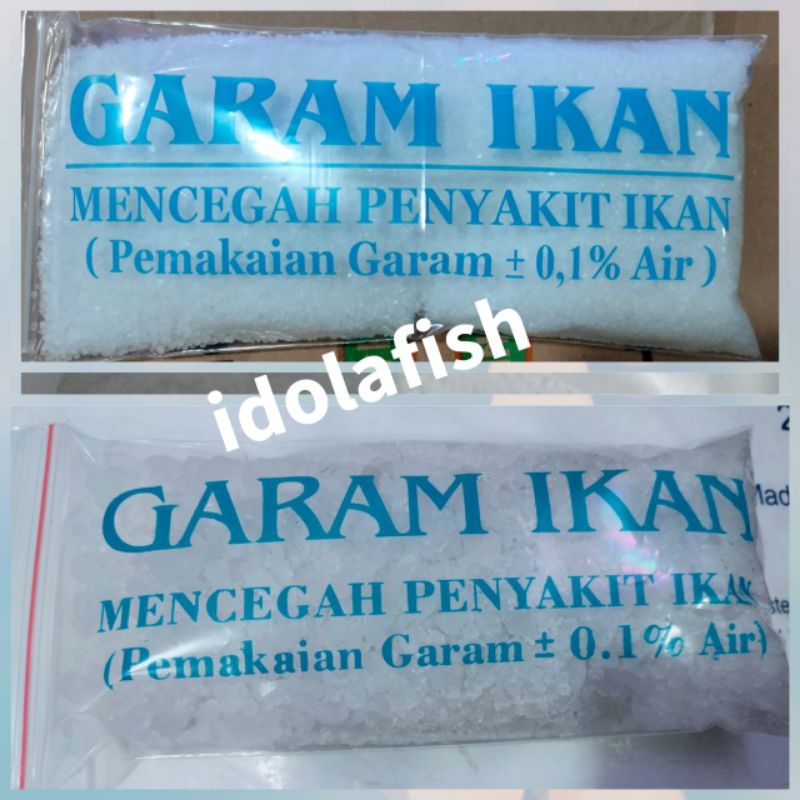 GARAM IKAN
MENCEGAH PENYAKIT IKAN
( Pemakaian Garam ± 0,1% Air )
idolafish
GARAM IKAN
MENCEGAH PENYAKIT IKAN
(Pemakaian Garam ± 0.1% Air)